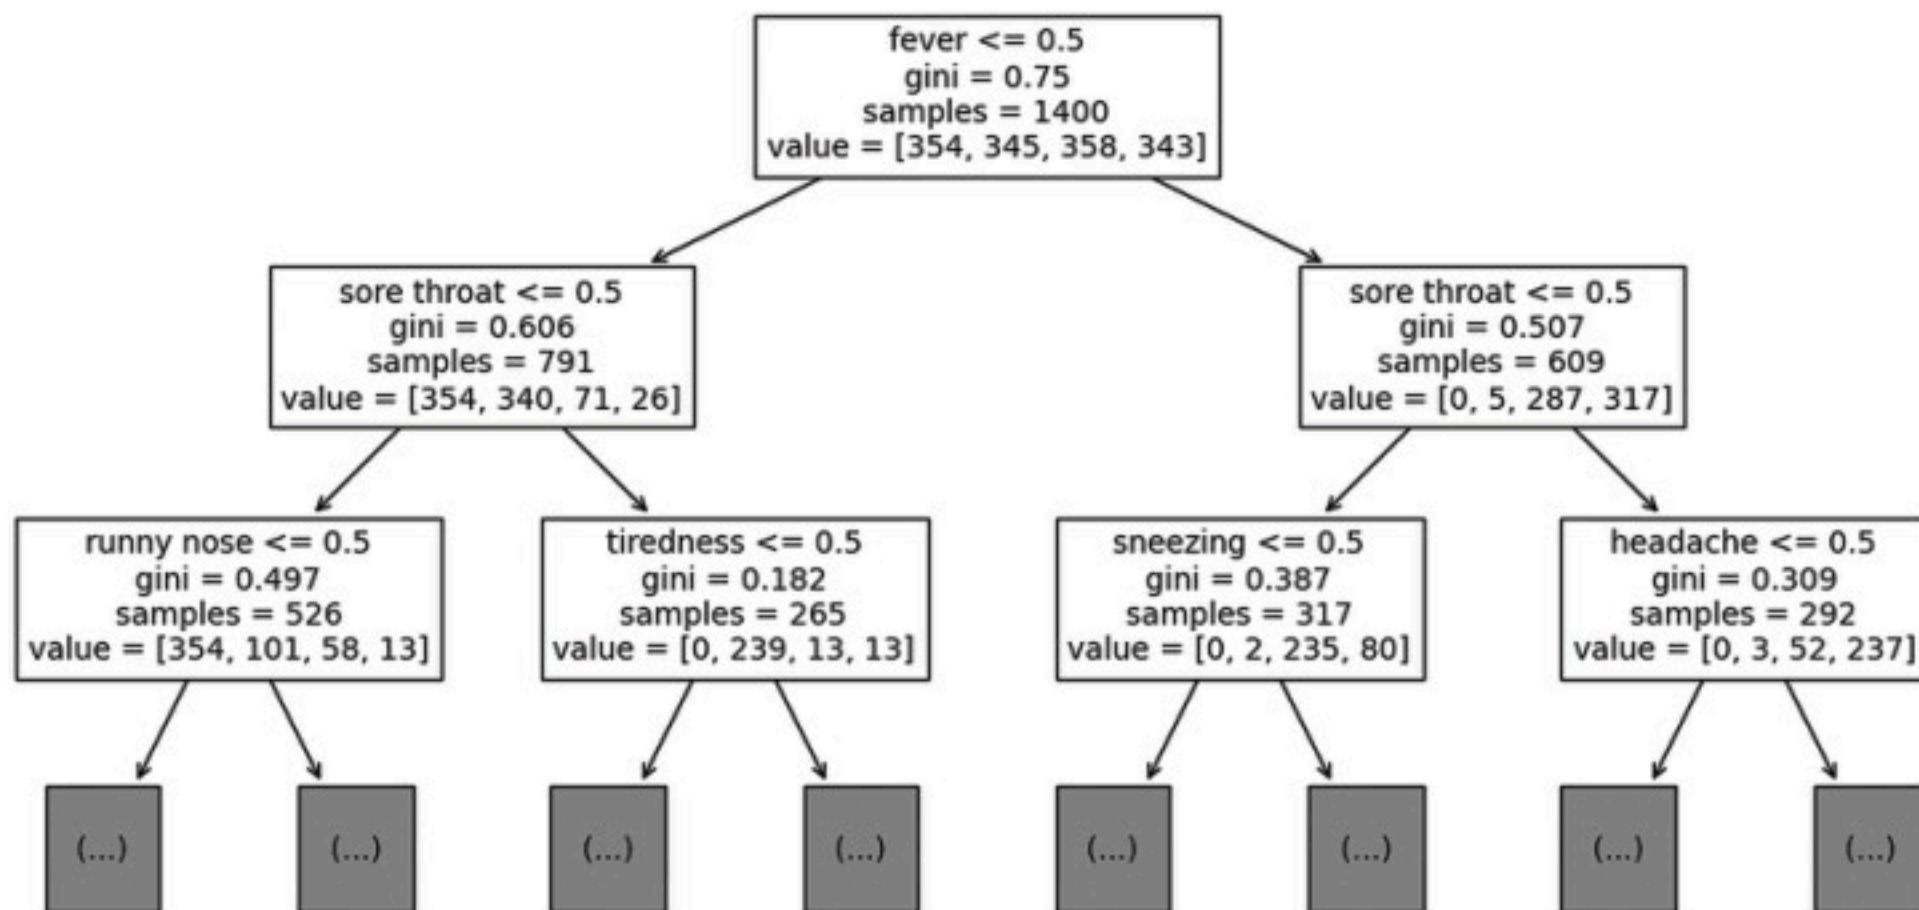 fever <= 0.5
gini = 0.75
samples = 1400
value = [354, 345, 358, 343]
sore throat <= 0.5
gini = 0.606
samples = 791
value = [354, 340, 71, 26]
sore throat <= 0.5
gini = 0.507
samples = 609
value = [0, 5, 287, 317]
runny nose <= 0.5
gini = 0.497
samples = 526
value = [354, 101, 58, 13]
tiredness <= 0.5
gini = 0.182
samples = 265
value = [0, 239, 13, 13]
sneezing <= 0.5
gini = 0.387
samples = 317
value = [0, 2, 235, 80]
headache <= 0.5
gini = 0.309
samples = 292
value = [0, 3, 52, 237]
(...)
(...)
(...)
(...)
(...)
(...)
(...)
(...)